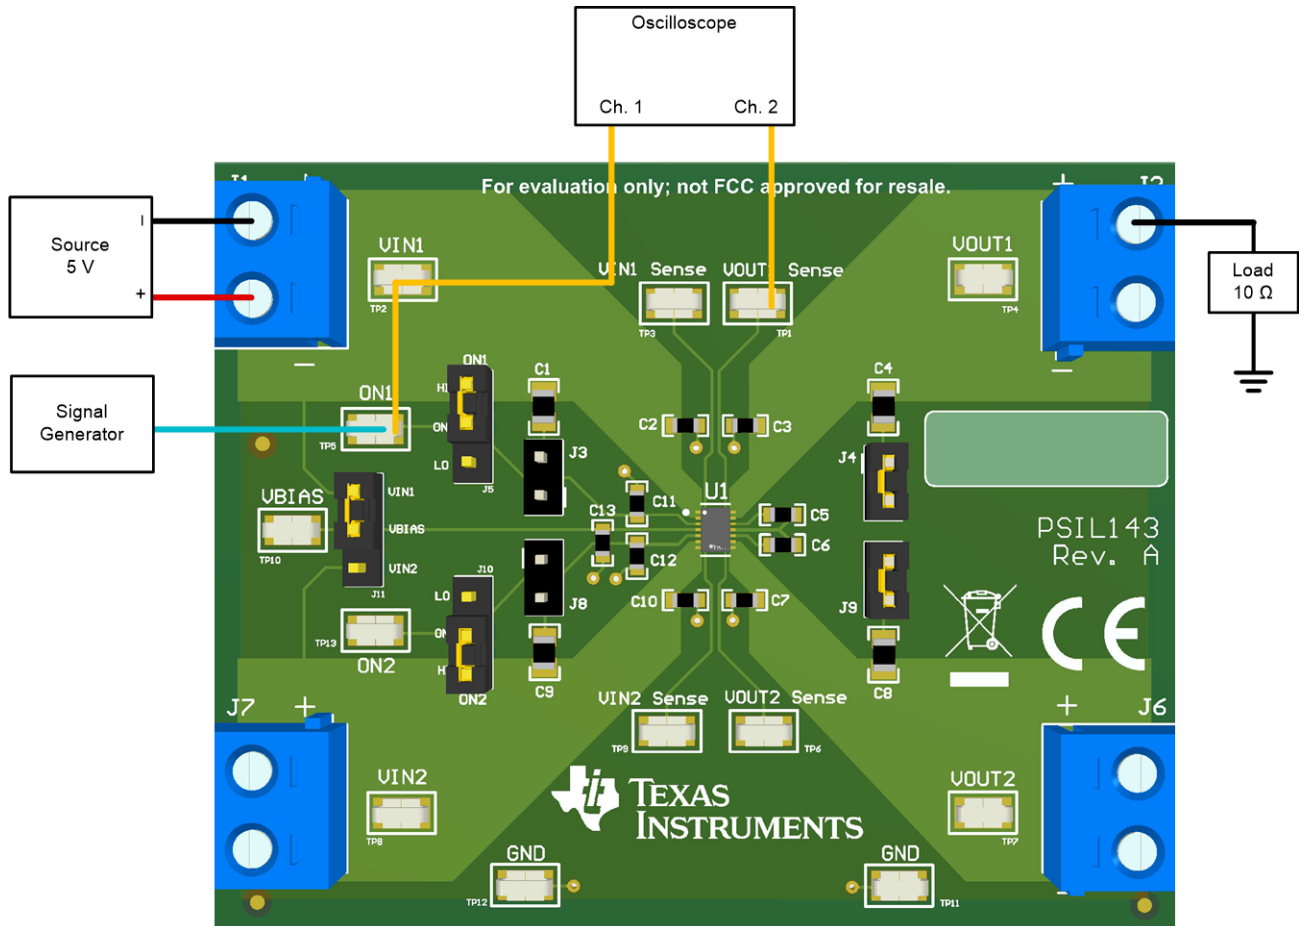 Oscilloscope
Ch. 1
Ch. 2
For evaluation only; not FCC approved for resale.
J1
+
J2
Source
5 V
−
+
VIN1
TP2
VIN1 Sense
TP3
VOUT1 Sense
TP1
VOUT1
TP4
Load
10 Ω
−
−
Signal
Generator
ON1
TP5
ON1
HI
ON
LO
J5
C1
J3
C2
C3
C4
J4
VBIAS
TP10
VIN1
VBIAS
VIN2
J11
C13
C11
C12
U1
C5
C6
PSIL143
Rev. A
TP13
ON2
J10
LO
ON
HI
ON2
J8
C9
C10
C7
J9
C8
CE
J7
+
VIN2 Sense
TP9
VOUT2 Sense
TP6
+
J6
VIN2
TP8
TEXAS
INSTRUMENTS
VOUT2
TP7
GND
TP12
GND
TP11